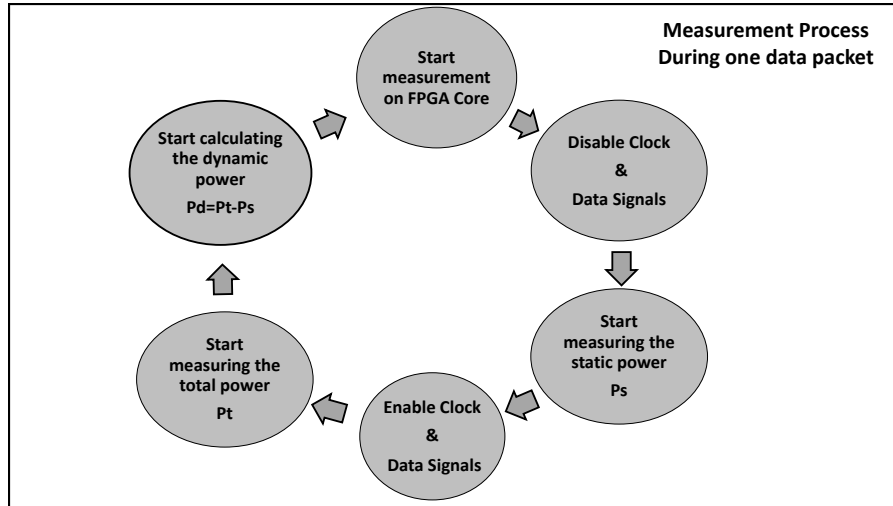 Measurement Process
During one data packet
Start
measurement
on FPGA Core
Disable Clock
&
Data Signals
Start
measuring the
static power
Ps
Enable Clock
&
Data Signals
Start
measuring the
total power
Pt
Start calculating
the dynamic
power
Pd=Pt-Ps